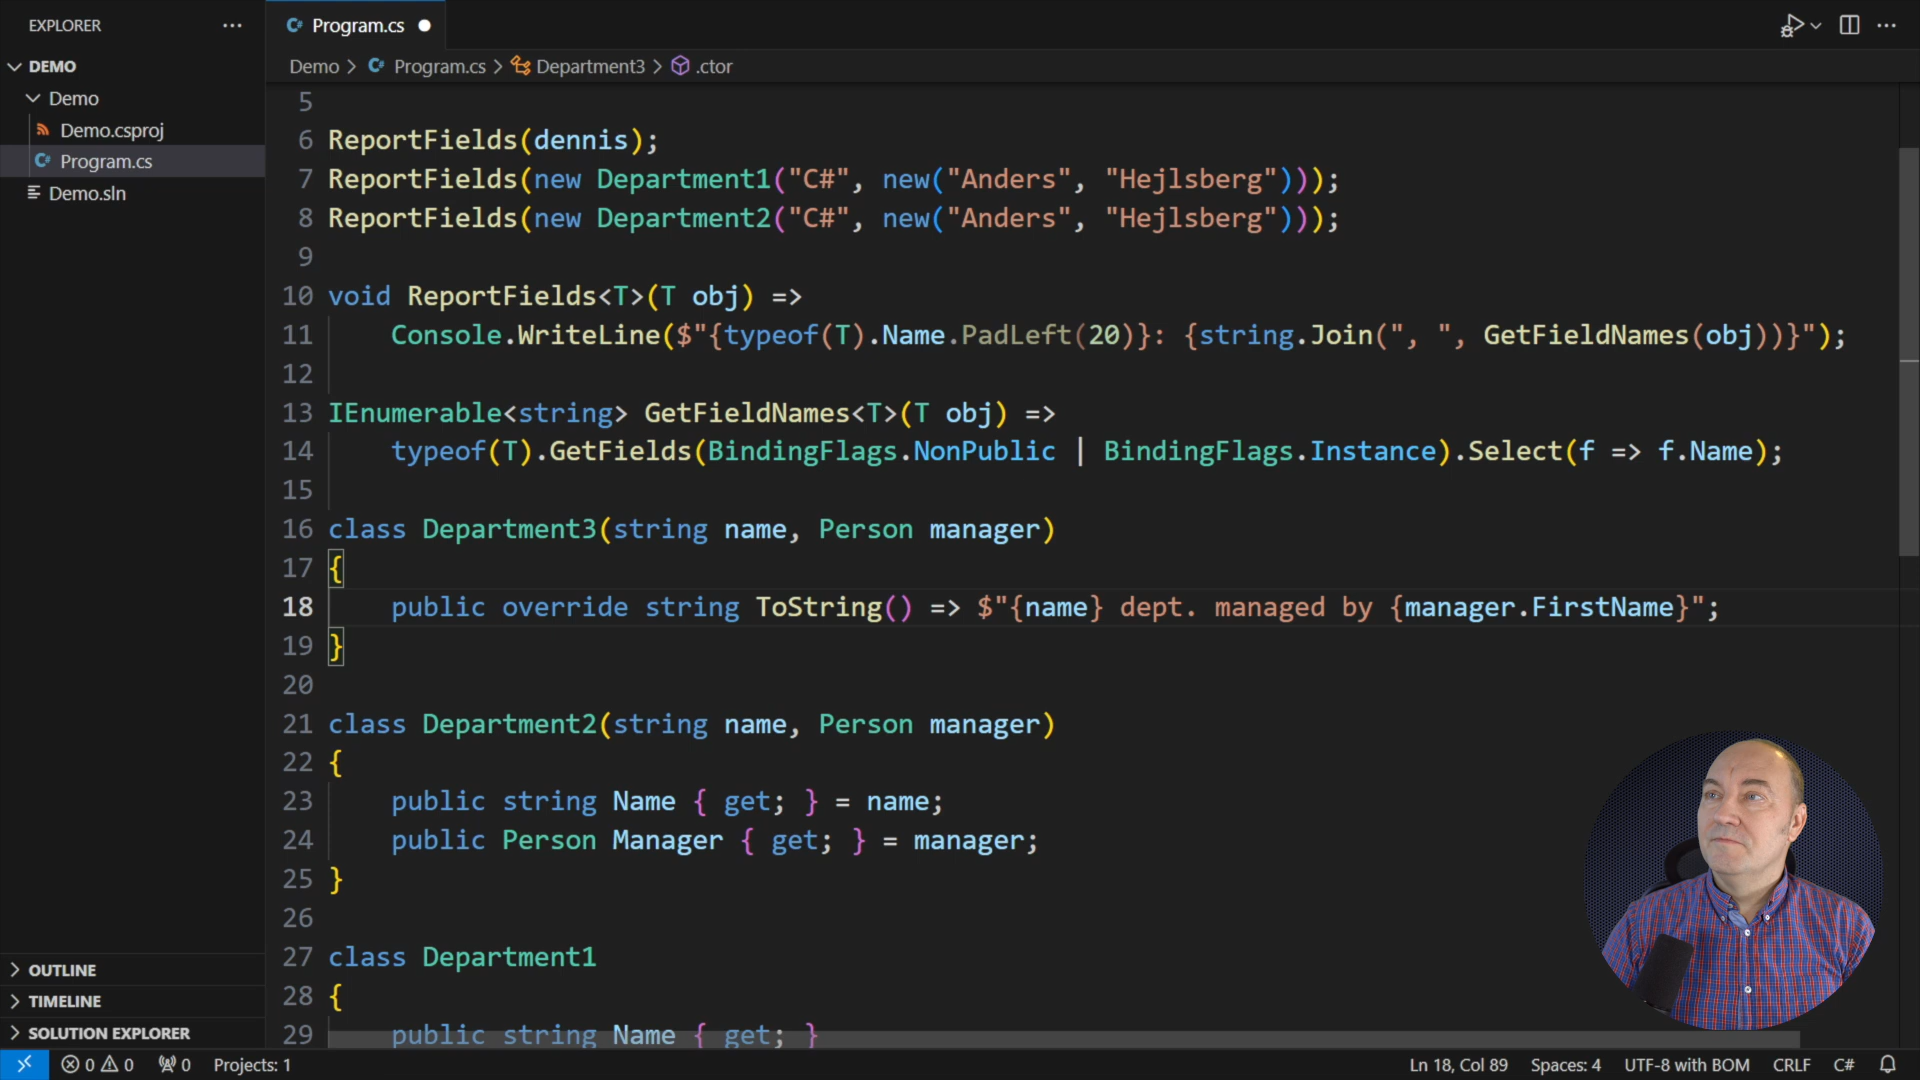 EXPLORER
Program.cs
DEMO
Demo > Program.cs > Department3 > .ctor
Demo
Demo.csproj
Program.cs
Demo.sln
5
6 ReportFields(dennis);
7 ReportFields(new Department1("C#", new("Anders", "Hejlsberg")));
8 ReportFields(new Department2("C#", new("Anders", "Hejlsberg")));
9
10 void ReportFields<T>(T obj) =>
11 Console.WriteLine($"{typeof(T).Name.PadLeft(20)}: {string.Join(", ", GetFieldNames(obj))}");
12
13 IEnumerable<string> GetFieldNames<T>(T obj) =>
14 typeof(T).GetFields(BindingFlags.NonPublic | BindingFlags.Instance).Select(f => f.Name);
15
16 class Department3(string name, Person manager)
17 {
18 public override string ToString() => $"{name} dept. managed by {manager.FirstName}";
19 }
20
21 class Department2(string name, Person manager)
22 {
23 public string Name { get; } = name;
24 public Person Manager { get; } = manager;
25 }
26
27 class Department1
28 {
29 public string Name { get; }
OUTLINE
TIMELINE
SOLUTION EXPLORER
0 0 0 Projects: 1
Ln 18, Col 89 Spaces: 4 UTF-8 with BOM CRLF C#